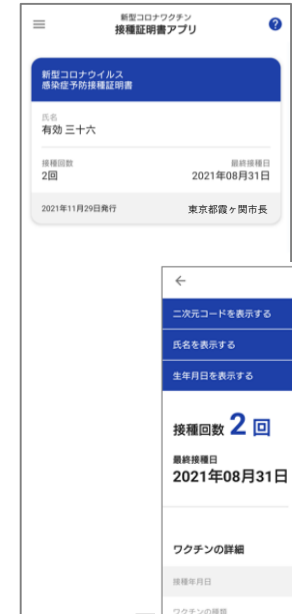 新型コロナワクチン
接種証明書アプリ
?
新型コロナウイルス
感染症予防接種証明書
氏名
有効 三十六
接種回数
最終接種日
2回
2021年08月31日
2021年11月29日発行
東京都霞ヶ関市長
←
二次元コードを表示する
氏名を表示する
生年月日を表示する
接種回数 2 回
最終接種日
2021年08月31日
ワクチンの詳細
接種年月日
ワクチンの種類